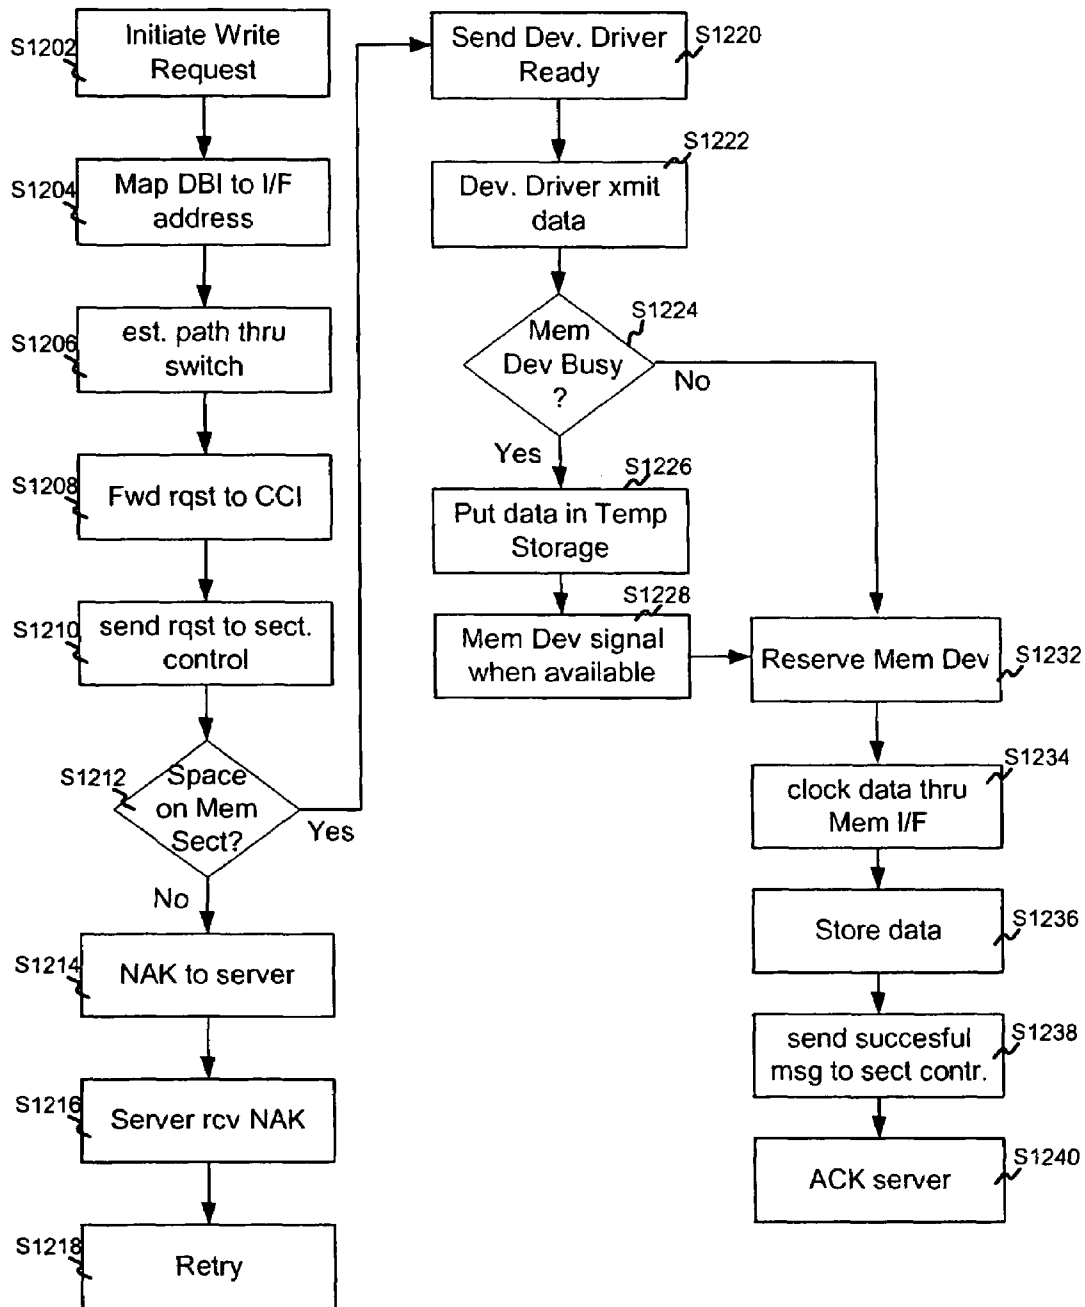 S1202
Initiate Write
Request
S1204
Map DBI to I/F
address
S1206
est. path thru
switch
S1208
Fwd rqst to CCI
S1210
send rqst to sect.
control
S1212
Space
on Mem
Sect?
Yes
No
S1214
NAK to server
S1216
Server rcv NAK
S1218
Retry
Send Dev. Driver
Ready
S1220
S1222
Dev. Driver xmit
data
S1224
Mem
Dev Busy
?
No
Yes
S1226
Put data in Temp
Storage
S1228
Mem Dev signal
when available
Reserve Mem Dev
S1232
S1234
clock data thru
Mem I/F
Store data
S1236
send succesful
msg to sect contr.
S1238
ACK server
S1240